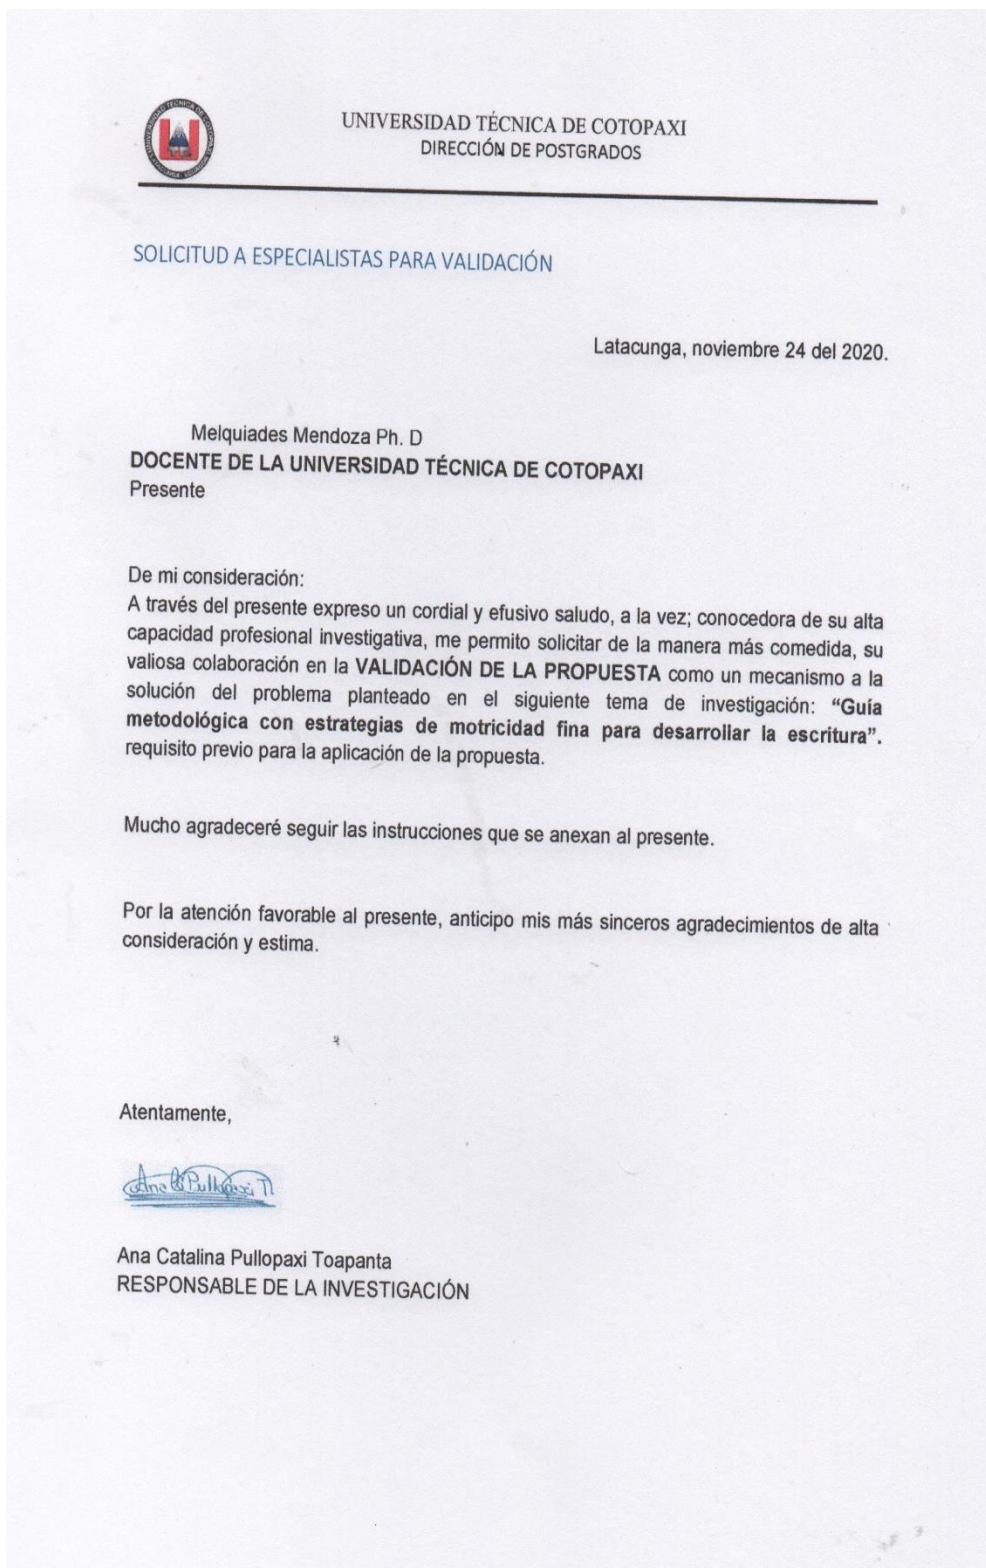 UNIVERSIDAD TÉCNICA DE COTOPAXI
DIRECCIÓN DE POSTGRADOS
SOLICITUD A ESPECIALISTAS PARA VALIDACIÓN
Latacunga, noviembre 24 del 2020.
Melquiades Mendoza Ph. D
DOCENTE DE LA UNIVERSIDAD TÉCNICA DE COTOPAXI
Presente
De mi consideración:
A través del presente expreso un cordial y efusivo saludo, a la vez; conocedora de su alta
capacidad profesional investigativa, me permito solicitar de la manera más comedida, su
valiosa colaboración en la VALIDACIÓN DE LA PROPUESTA como un mecanismo a la
solución del problema planteado en el siguiente tema de investigación: “Guía
metodológica con estrategias de motricidad fina para desarrollar la escritura”.
requisito previo para la aplicación de la propuesta.
Mucho agradeceré seguir las instrucciones que se anexan al presente.
Por la atención favorable al presente, anticipo mis más sinceros agradecimientos de alta
consideración y estima.
Atentamente,
Ana C Pullopaxi T.
Ana Catalina Pullopaxi Toapanta
RESPONSABLE DE LA INVESTIGACIÓN